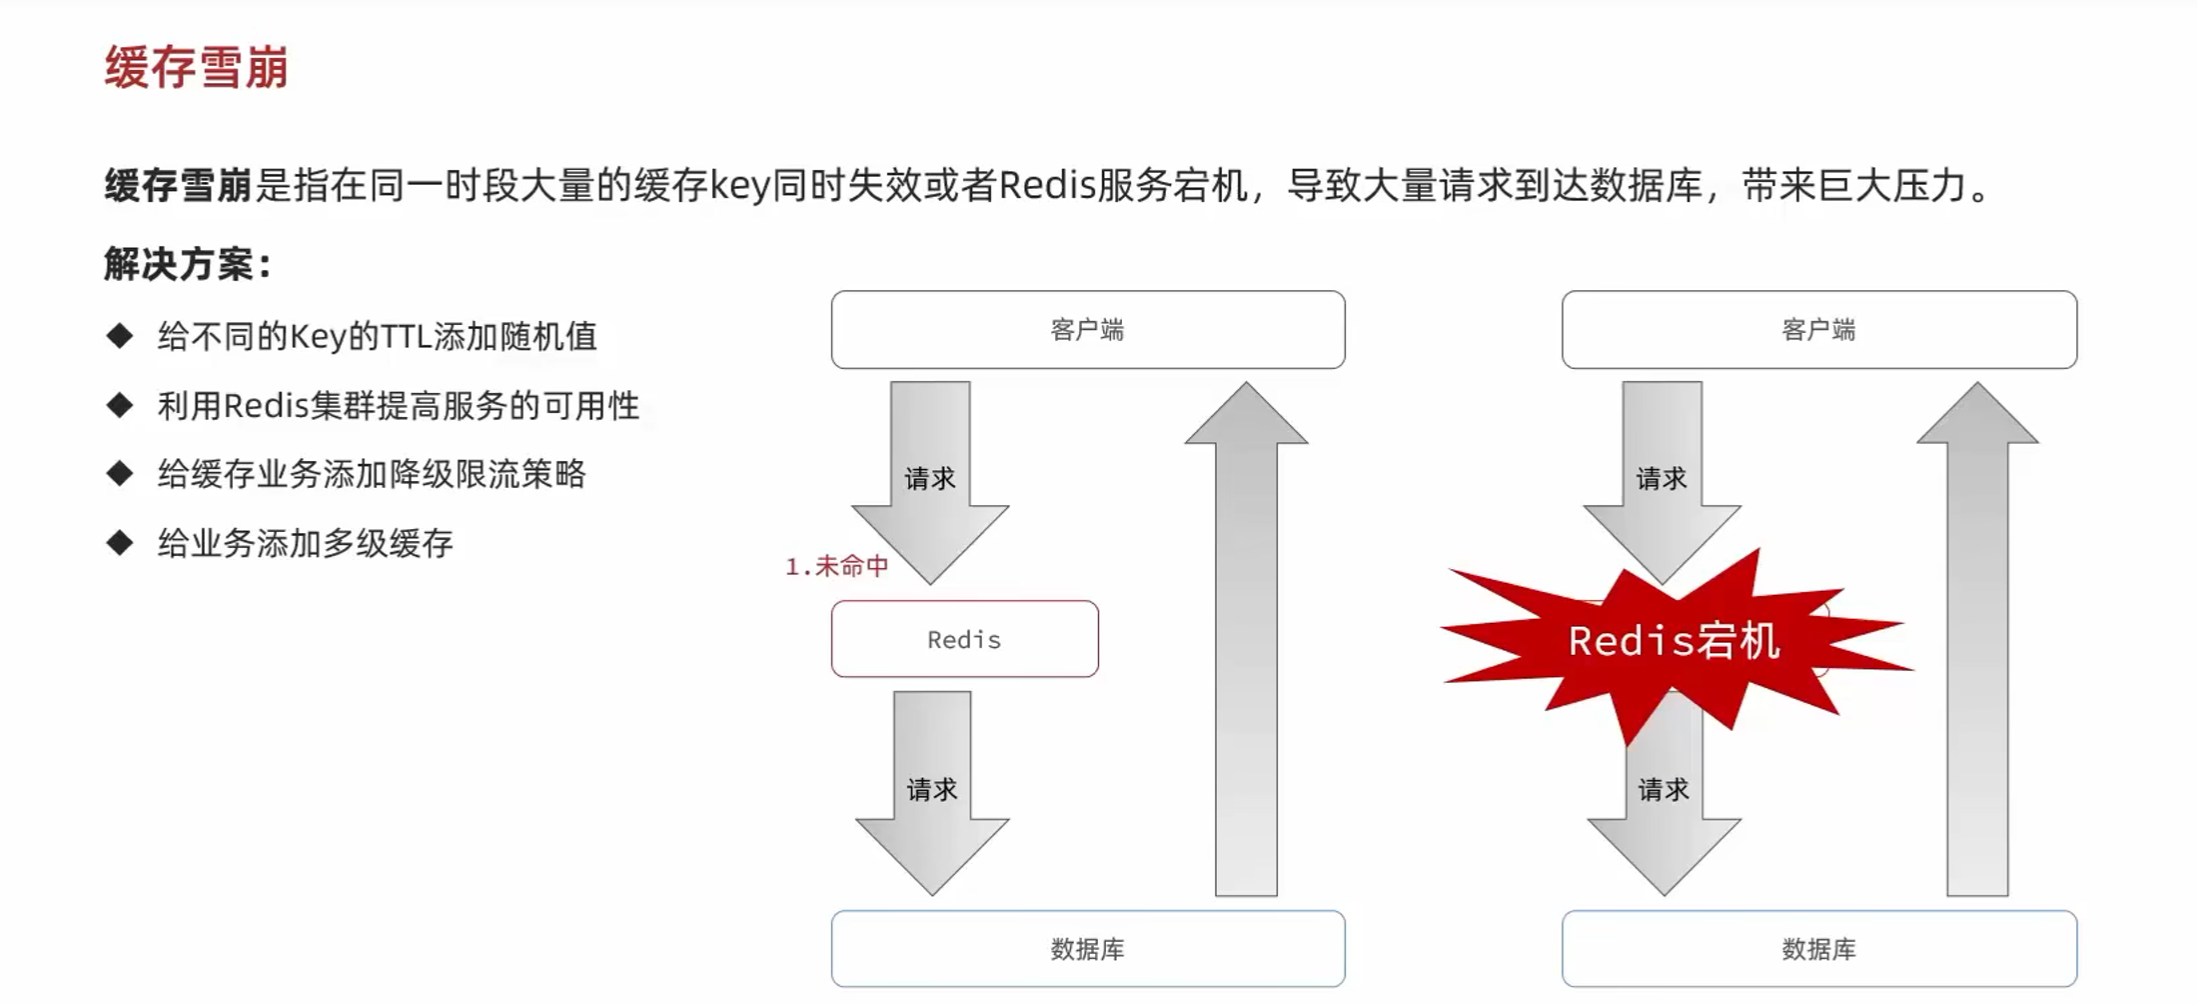 缓存雪崩
缓存雪崩是指在同一时段大量的缓存key同时失效或者Redis服务宕机，导致大量请求到达数据库，带来巨大压力。
解决方案：
◆ 给不同的Key的TTL添加随机值
◆ 利用Redis集群提高服务的可用性
◆ 给缓存业务添加降级限流策略
◆ 给业务添加多级缓存
客户端
请求
1.未命中
Redis
请求
数据库
客户端
请求
Redis宕机
请求
数据库